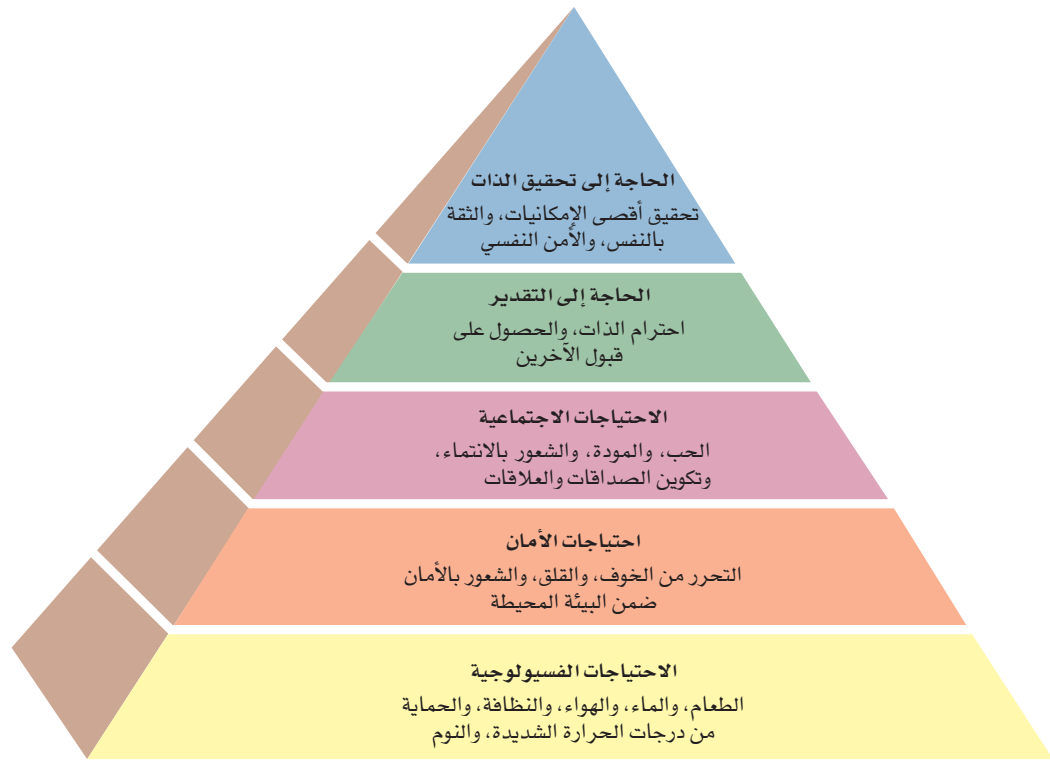 الحاجة إلى تحقيق الذات
تحقيق أقصى الإمكانيات، والثقة
بالنفس، والأمن النفسي
الحاجة إلى التقدير
احترام الذات، والحصول على
قبول الآخرين
الاحتياجات الاجتماعية
الحب، والمودة، والشعور بالانتماء،
وتكوين الصداقات والعلاقات
احتياجات الأمان
التحرر من الخوف، والقلق، والشعور بالأمان
ضمن البيئة المحيطة
الاحتياجات الفسيولوجية
الطعام، والماء، والهواء، والنظافة، والحماية
من درجات الحرارة الشديدة، والنوم